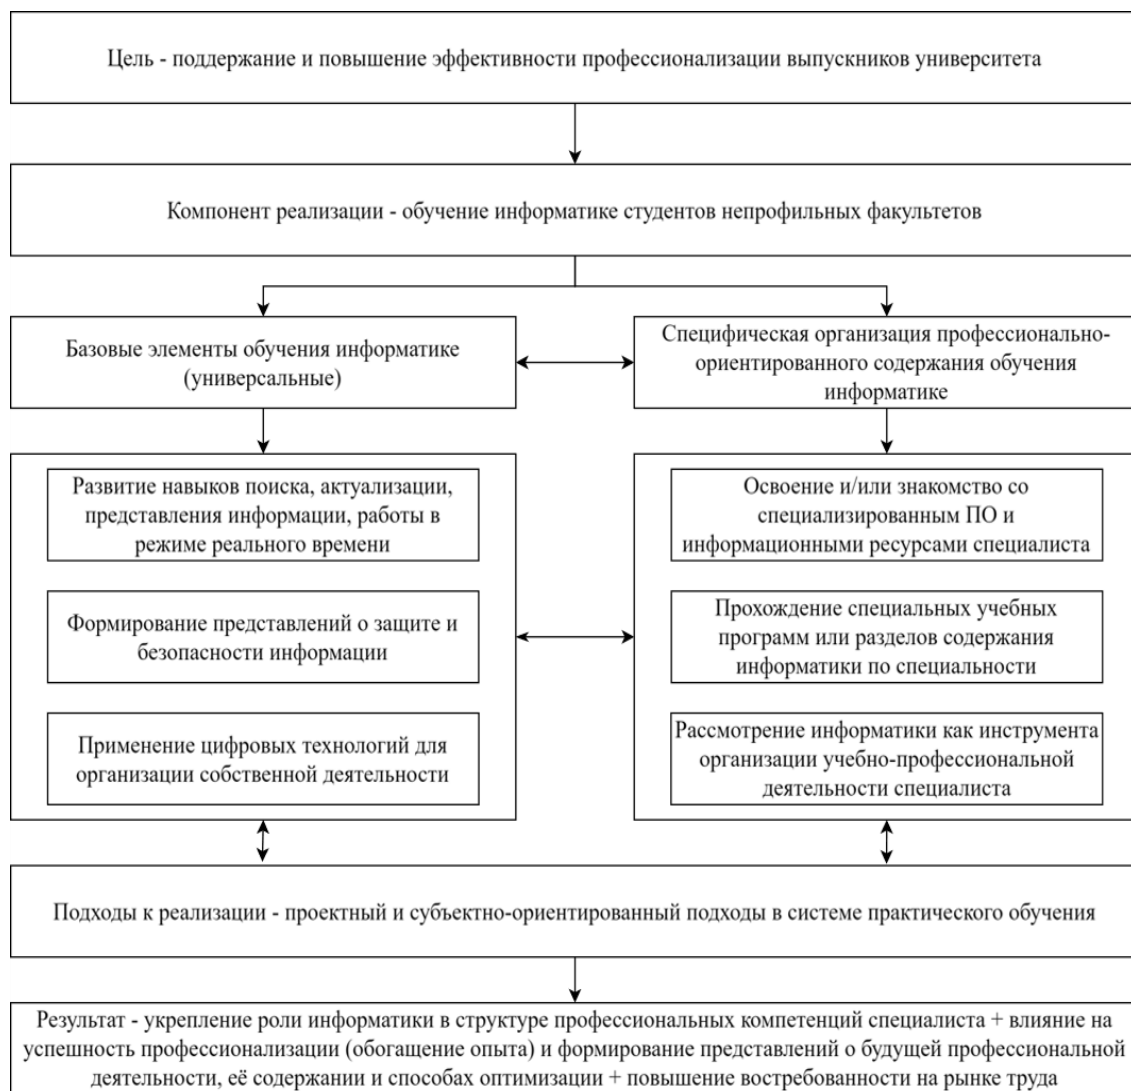 Цель - поддержание и повышение эффективности профессионализации выпускников университета
Компонент реализации - обучение информатике студентов непрофильных факультетов
Базовые элементы обучения информатике
(универсальные)
Специфическая организация профессионально-
ориентированного содержания обучения
информатике
Развитие навыков поиска, актуализации,
представления информации, работы в
режиме реального времени
Формирование представлений о защите и
безопасности информации
Применение цифровых технологий для
организации собственной деятельности
Освоение и/или знакомство со
специализированным ПО и
информационными ресурсами специалиста
Прохождение специальных учебных
программ или разделов содержания
информатики по специальности
Рассмотрение информатики как инструмента
организации учебно-профессиональной
деятельности специалиста
Подходы к реализации - проектный и субъектно-ориентированный подходы в системе практического обучения
Результат - укрепление роли информатики в структуре профессиональных компетенций специалиста + влияние на
успешность профессионализации (обогащение опыта) и формирование представлений о будущей профессиональной
деятельности, её содержании и способах оптимизации + повышение востребованности на рынке труда